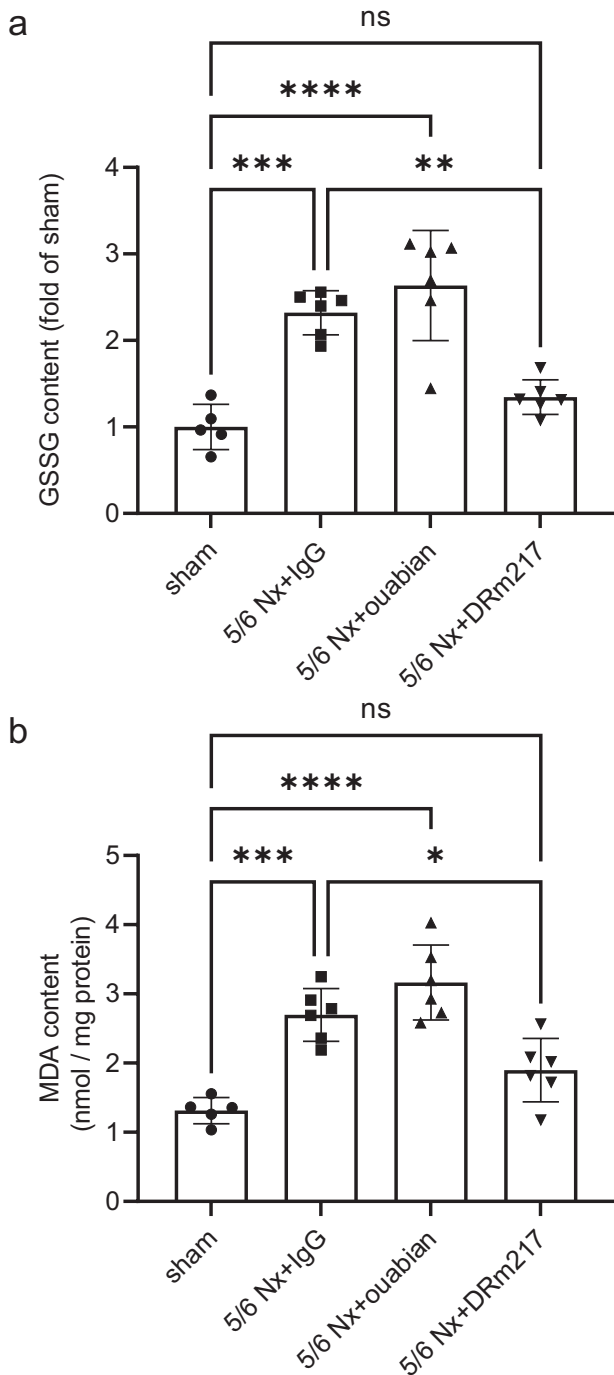 a
ns
****
*** **
GSSG content (fold of sham)
4
3
2
1
0
sham
5/6 Nx+IgG
5/6 Nx+ouabian
5/6 Nx+DRm217
b
ns
****
*** *
MDA content
(nmol / mg protein)
5
4
3
2
1
0
sham
5/6 Nx+IgG
5/6 Nx+ouabian
5/6 Nx+DRm217